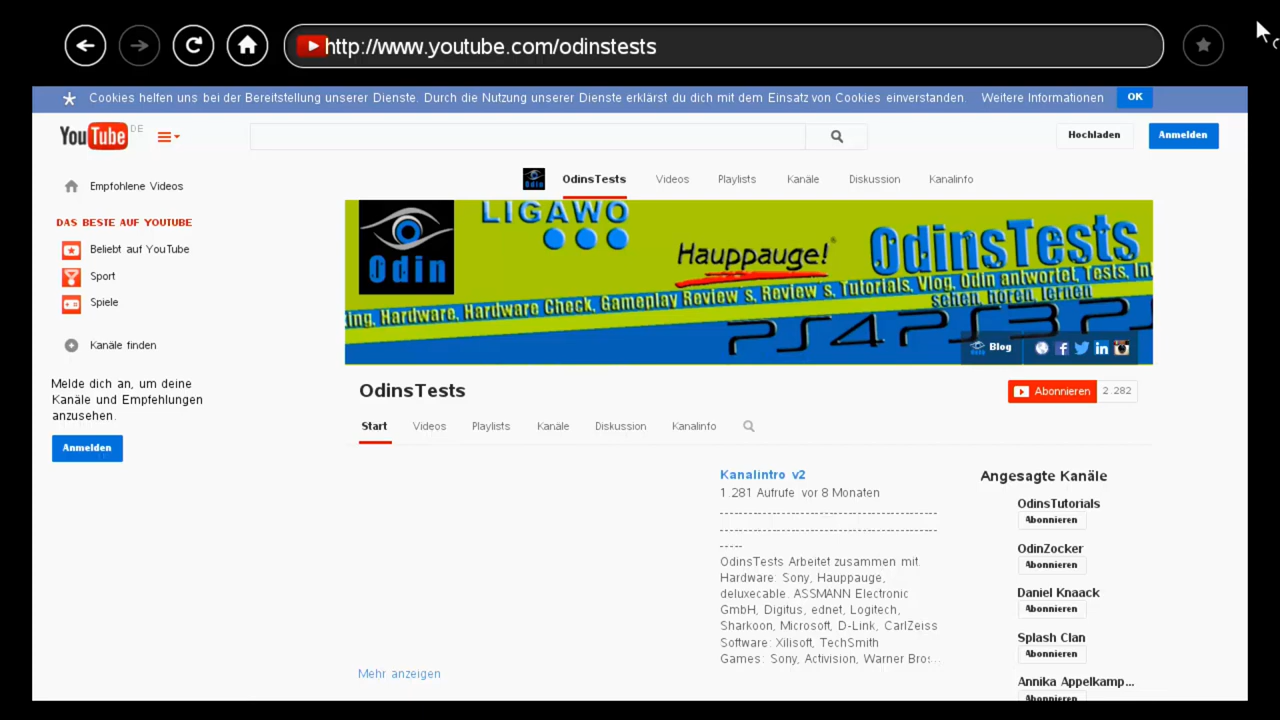 http://www.youtube.com/odinstests
Cookies helfen uns bei der Bereitstellung unserer Dienste. Durch die Nutzung unserer Dienste erklärst du dich mit dem Einsatz von Cookies einverstanden. Weitere Informationen OK
YouTube DE
Hochladen Anmelden
Empfohlene Videos
DAS BESTE AUF YOUTUBE
Beliebt auf YouTube
Sport
Spiele
Kanäle finden
Melde dich an, um deine
Kanäle und Empfehlungen
anzusehen.
Anmelden
OdinsTests Videos Playlists Kanäle Diskussion Kanalinfo
LIGAWO
Hauppauge!
OdinsTests
Odin
ing, Hardware, Hardware Check, Gameplay Review's, Review's, Tutorials, Vlog, Odin antwortet, Tests, In
sehen, hören, lernen
PS4 PS3 P
Blog
OdinsTests
Abonnieren 2.282
Start Videos Playlists Kanäle Diskussion Kanalinfo
Mehr anzeigen
Kanalintro v2
1.281 Aufrufe vor 8 Monaten
----------------------------------------------
----------------------------------------------
-----
OdinsTests Arbeitet zusammen mit.
Hardware: Sony, Hauppauge,
deluxecable. ASSMANN Electronic
GmbH, Digitus, ednet, Logitech,
Sharkoon, Microsoft, D-Link, CarlZeiss
Software: Xilisoft, TechSmith
Games: Sony, Activision, Warner Bros...
Angesagte Kanäle
OdinsTutorials
Abonnieren
OdinZocker
Abonnieren
Daniel Knaack
Abonnieren
Splash Clan
Abonnieren
Annika Appelkamp...
Abonnieren